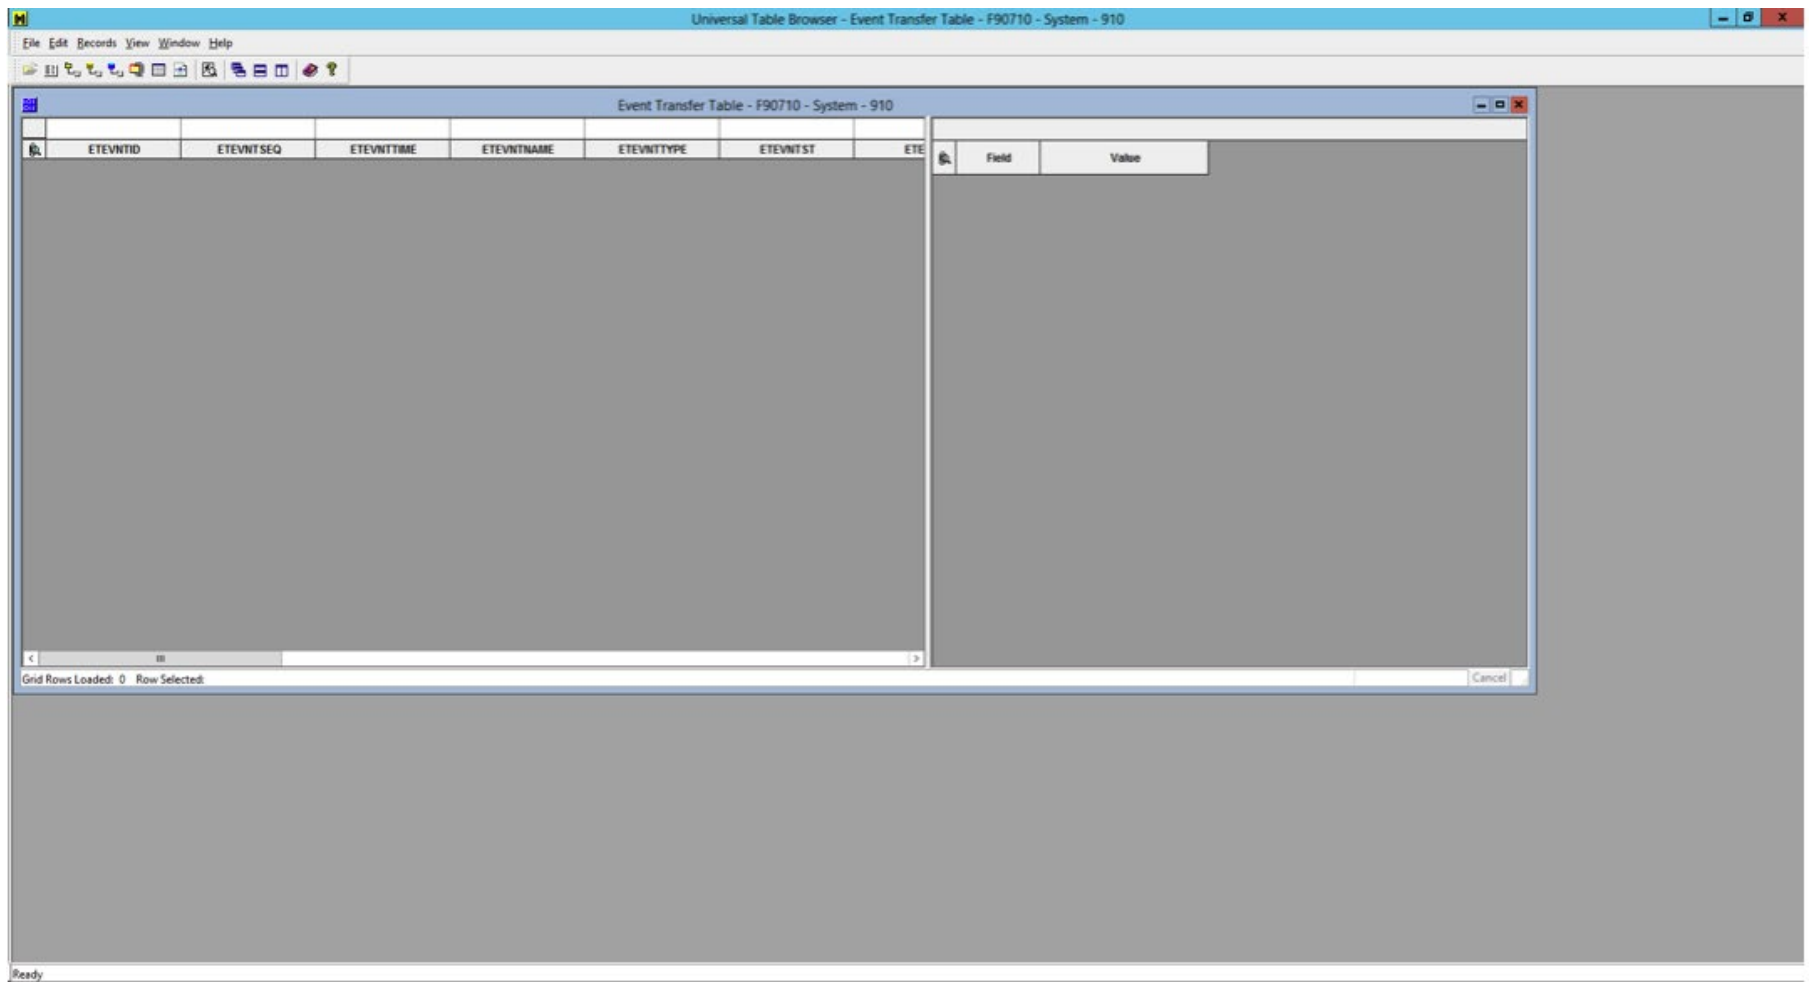 Universal Table Browser - Event Transfer Table - F90710 - System - 910
File Edit Records View Window Help
Event Transfer Table - F90710 - System - 910
ETEVNTID ETEVNTSEQ ETEVNTTIME ETEVNTNAME ETEVNTTYPE ETEVNTST ETE
Field Value
Grid Rows Loaded: 0 Row Selected:
Cancel
Ready